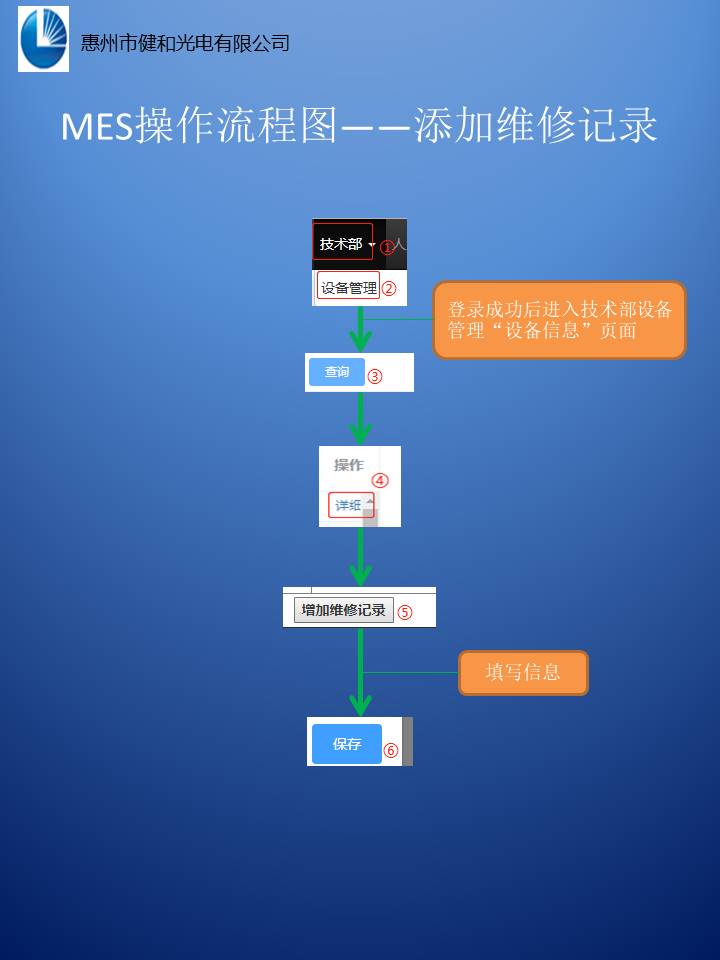 惠州市健和光电有限公司
MES操作流程图——添加维修记录
技术部 ① 人
设备管理 ②
登录成功后进入技术部设备
管理“设备信息”页面
查询 ③
操作
④
详细
增加维修记录 ⑤
填写信息
保存 ⑥